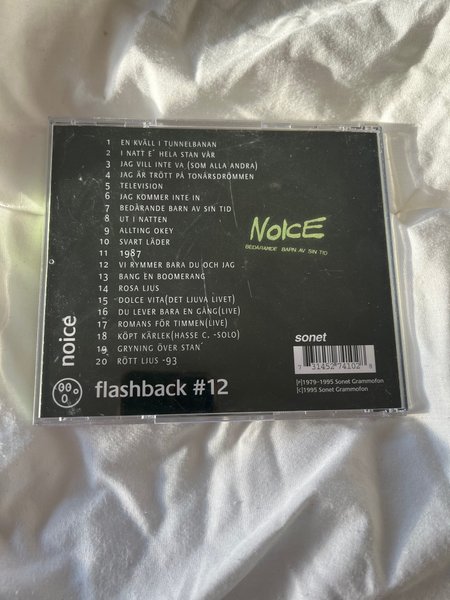 1 EN KVÄLL I TUNNELBANAN
2 I NATT E´ HELA STAN VÅR
3 JAG VILL INTE VA (SOM ALLA ANDRA)
4 JAG ÄR TRÖTT PÅ TONÅRSDRÖMMEN
5 TELEVISION
6 JAG KOMMER INTE IN
7 BEDÅRANDE BARN AV SIN TID
8 UT I NATTEN
9 ALLTING OKEY
10 SVART LÄDER
11 1987
12 VI RYMMER BARA DU OCH JAG
13 BANG EN BOOMERANG
14 ROSA LJUS
15 DOLCE VITA(DET LJUVA LIVET)
16 DU LEVER BARA EN GÅNG(LIVE)
17 ROMANS FÖR TIMMEN(LIVE)
18 KÖPT KÄRLEK(HASSE C. -SOLO)
19 GRYNING ÖVER STAN´
20 RÖTT LJUS -93
NOICE
BEDÅRANDE BARN AV SIN TID
noice
flashback #12
sonet
7 31452 74102 8
[P]1979-1995 Sonet Grammofon
[C]1995 Sonet Grammofon